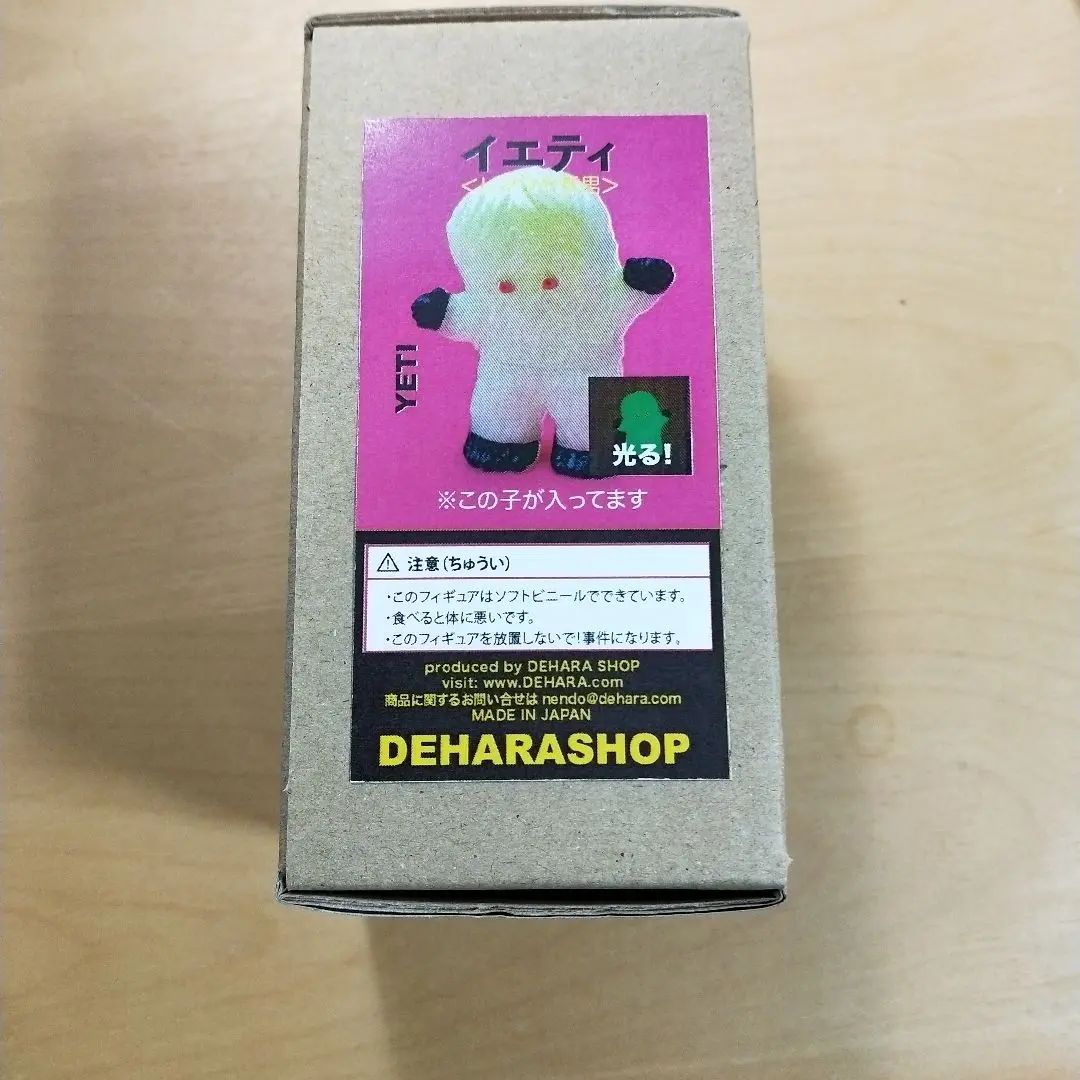 イエティ
YETI
光る!
※この子が入ってます
⚠ 注意(ちゅうい)
・このフィギュアはソフトビニールでできています。
・食べると体に悪いです。
・このフィギュアを放置しないで!事件になります。
produced by DEHARA SHOP
visit: www.DEHARA.com
商品に関するお問い合せは nendo@dehara.com
MADE IN JAPAN
DEHARASHOP